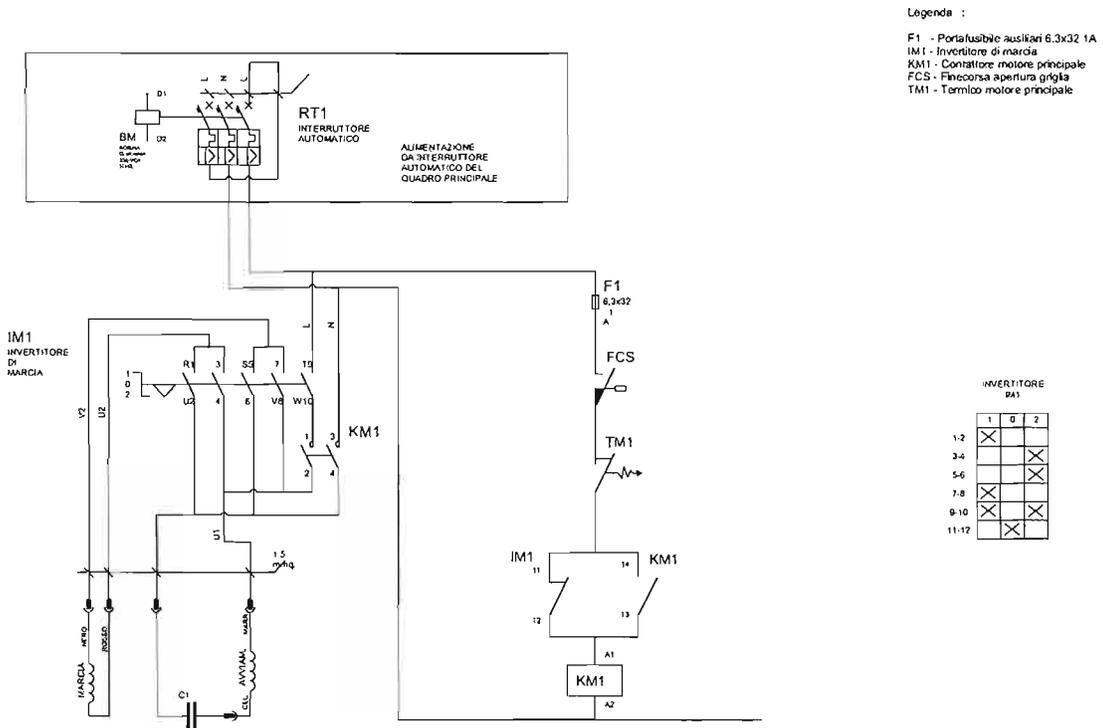 Legenda :
F1 - Portafusibile ausiliari 6.3x32 1A
IM1 - Invertitore di marcia
KM1 - Contattore motore principale
FCS - Finecorsa apertura griglia
TM1 - Termico motore principale
L N L
D1
D2
BM
RT1
INTERRUTTORE
AUTOMATICO
ALIMENTAZIONE
DA INTERRUTTORE
AUTOMATICO DEL
QUADRO PRINCIPALE
F1
6,3x32
1
A
IM1
INVERTITORE
DI
MARCIA
L N
FCS
1
0
2
R1 3 S5 7 T9
U2 4 6 V8 W10
V2 U2
KM1
1 3
2 4
TM1
INVERTITORE
1 0 2
1-2
3-4
5-6
7-8
9-10
11-12
U1
1.5
mmq
IM1
11
12
14
13
KM1
NERO
ROSSO
MARR
MARCIA
AVVIAM.
C1
CEL
A1
KM1
A2